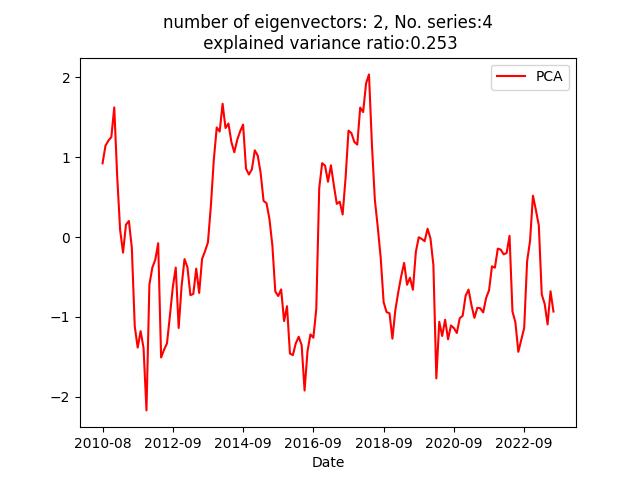 number of eigenvectors: 2, No. series:4
explained variance ratio:0.253
PCA
2
1
0
−1
−2
2010-08 2012-09 2014-09 2016-09 2018-09 2020-09 2022-09
Date